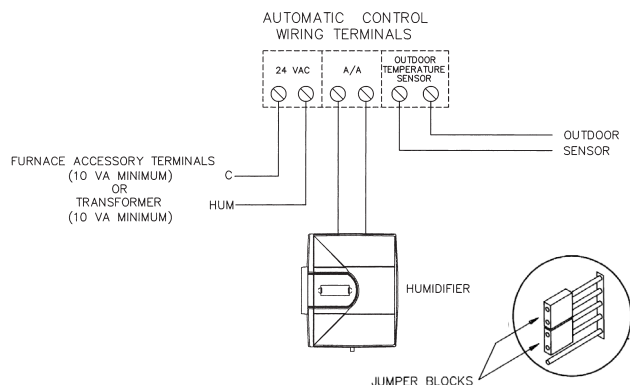 AUTOMATIC CONTROL
WIRING TERMINALS
24 VAC
A/A
OUTDOOR
TEMPERATURE
SENSOR
OUTDOOR
SENSOR
FURNACE ACCESSORY TERMINALS
(10 VA MINIMUM)
OR
TRANSFORMER
(10 VA MINIMUM)
C
HUM
HUMIDIFIER
JUMPER BLOCKS